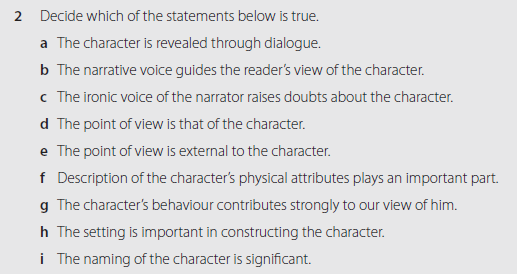 2 Decide which of the statements below is true.
a The character is revealed through dialogue.
b The narrative voice guides the reader's view of the character.
c The ironic voice of the narrator raises doubts about the character.
d The point of view is that of the character.
e The point of view is external to the character.
f Description of the character's physical attributes plays an important part.
g The character's behaviour contributes strongly to our view of him.
h The setting is important in constructing the character.
i The naming of the character is significant.